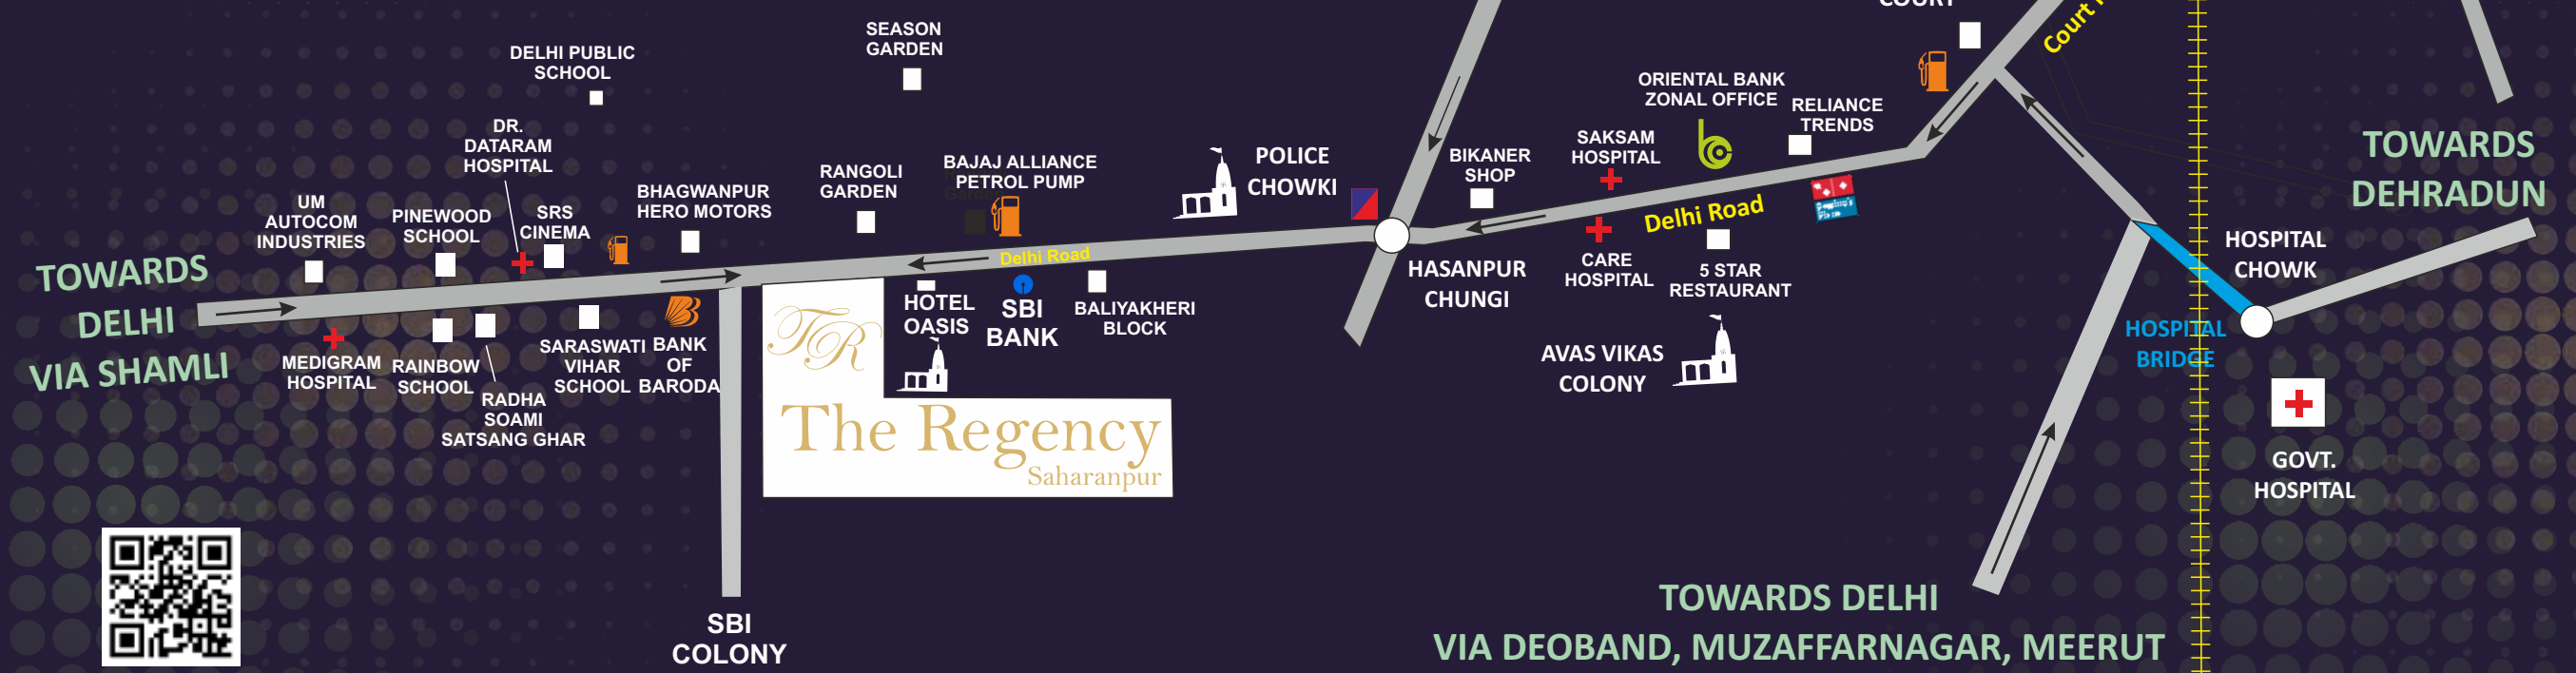 SEASON
GARDEN
DELHI PUBLIC
SCHOOL
DR.
DATARAM
HOSPITAL
UM
AUTOCOM
INDUSTRIES
PINEWOOD
SCHOOL
SRS
CINEMA
BHAGWANPUR
HERO MOTORS
RANGOLI
GARDEN
BAJAJ ALLIANCE
PETROL PUMP
POLICE
CHOWKI
BIKANER
SHOP
SAKSAM
HOSPITAL
ORIENTAL BANK
ZONAL OFFICE
RELIANCE
TRENDS
COURT
Court
TOWARDS
DEHRADUN
TOWARDS
DELHI
VIA SHAMLI
MEDIGRAM
HOSPITAL
RAINBOW
SCHOOL
RADHA
SOAMI
SATSANG GHAR
SARASWATI
VIHAR
SCHOOL
BANK
OF
BARODA
TR
The Regency
Saharanpur
HOTEL
OASIS
Delhi Road
SBI
BANK
BALIYAKHERI
BLOCK
HASANPUR
CHUNGI
CARE
HOSPITAL
Delhi Road
5 STAR
RESTAURANT
AVAS VIKAS
COLONY
HOSPITAL
CHOWK
HOSPITAL
BRIDGE
GOVT.
HOSPITAL
SBI
COLONY
TOWARDS DELHI
VIA DEOBAND, MUZAFFARNAGAR, MEERUT